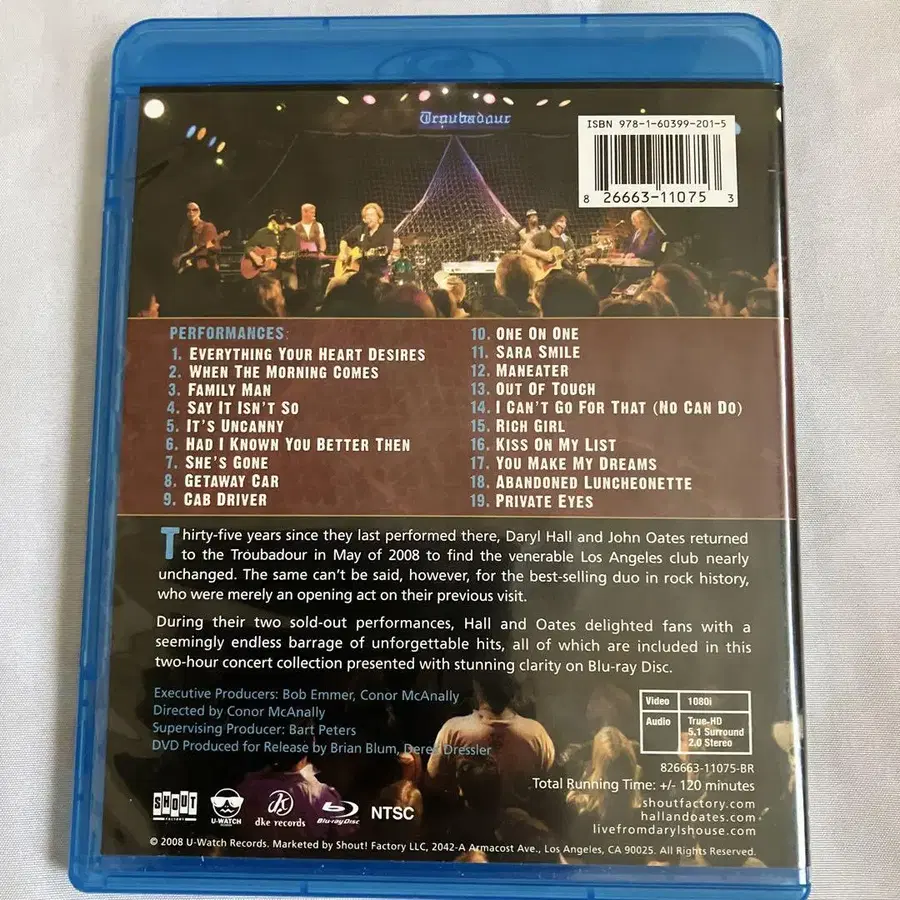 Troubadour
ISBN 978-1-60399-201-5
8 26663-11075 3
PERFORMANCES:
1. EVERYTHING YOUR HEART DESIRES
2. WHEN THE MORNING COMES
3. FAMILY MAN
4. SAY IT ISN'T SO
5. IT'S UNCANNY
6. HAD I KNOWN YOU BETTER THEN
7. SHE'S GONE
8. GETAWAY CAR
9. CAB DRIVER
10. ONE ON ONE
11. SARA SMILE
12. MANEATER
13. OUT OF TOUCH
14. I CAN'T GO FOR THAT (NO CAN DO)
15. RICH GIRL
16. KISS ON MY LIST
17. YOU MAKE MY DREAMS
18. ABANDONED LUNCHEONETTE
19. PRIVATE EYES
Thirty-five years since they last performed there, Daryl Hall and John Oates returned
to the Troubadour in May of 2008 to find the venerable Los Angeles club nearly
unchanged. The same can't be said, however, for the best-selling duo in rock history,
who were merely an opening act on their previous visit.
During their two sold-out performances, Hall and Oates delighted fans with a
seemingly endless barrage of unforgettable hits, all of which are included in this
two-hour concert collection presented with stunning clarity on Blu-ray Disc.
Executive Producers: Bob Emmer, Conor McAnally
Directed by Conor McAnally
Supervising Producer: Bart Peters
DVD Produced for Release by Brian Blum, Derek Dressler
Video 1080i
Audio True-HD
5.1 Surround
2.0 Stereo
826663-11075-BR
Total Running Time: +/- 120 minutes
shoutfactory.com
hallandoates.com
livefromdarylshouse.com
SHOUT FACTORY
U-WATCH
dk
dke records
Blu-ray Disc
NTSC
© 2008 U-Watch Records. Marketed by Shout! Factory LLC, 2042-A Armacost Ave., Los Angeles, CA 90025. All Rights Reserved.